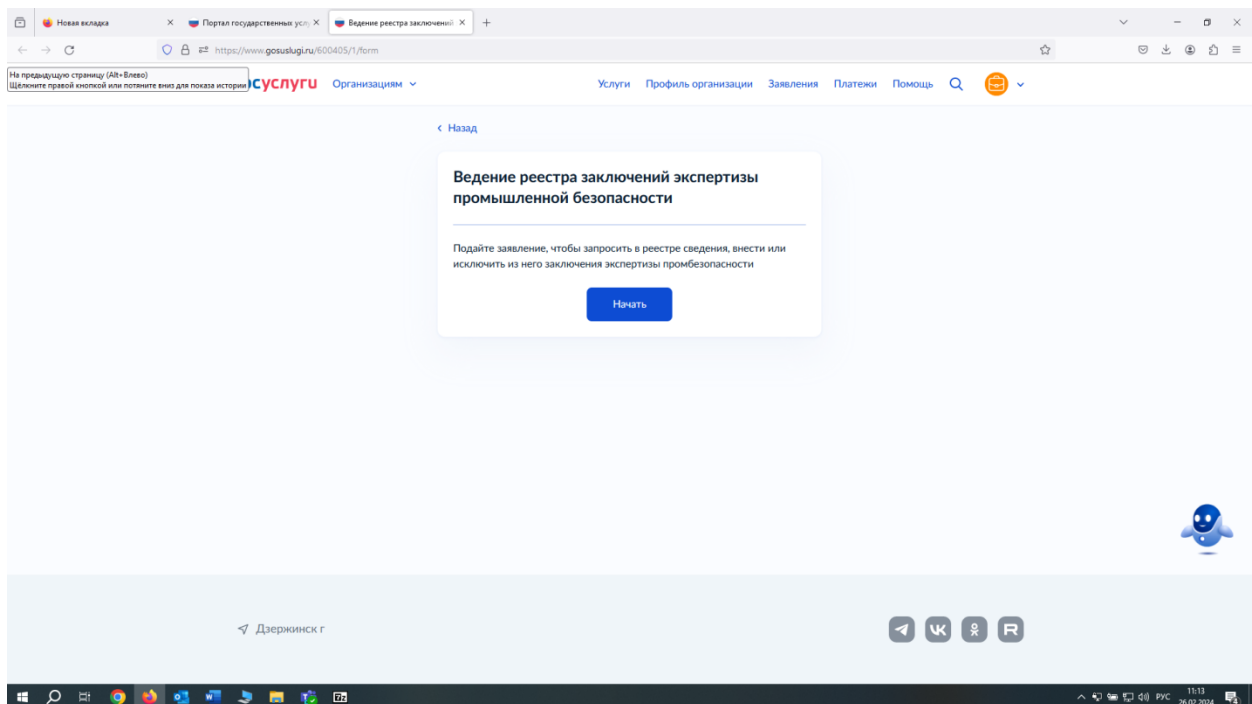 Новая вкладка
Портал государственных услу
Ведение реестра заключений
https://www.gosuslugi.ru/600405/1/form
На предыдущую страницу (Alt+Влево)
Щёлкните правой кнопкой или потяните вниз для показа истории
осуслуги
Организациям
Услуги
Профиль организации
Заявления
Платежи
Помощь
Назад
Ведение реестра заключений экспертизы
промышленной безопасности
Подайте заявление, чтобы запросить в реестре сведения, внести или
исключить из него заключения экспертизы промбезопасности
Начать
Дзержинск г
РУС
11:13
26.02.2024